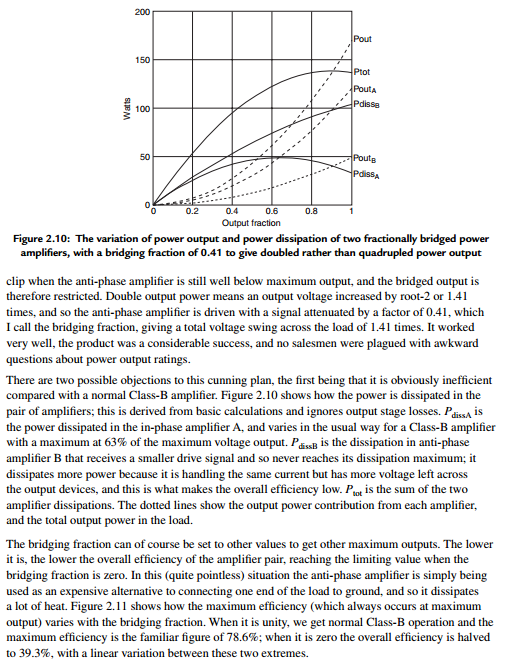 200
150
100
50
0
Watts
0
0.2
0.4
0.6
0.8
1
Output fraction
Pout
Ptot
PoutA
PdissB
PoutB
PdissA
Figure 2.10: The variation of power output and power dissipation of two fractionally bridged power
amplifiers, with a bridging fraction of 0.41 to give doubled rather than quadrupled power output
clip when the anti-phase amplifier is still well below maximum output, and the bridged output is
therefore restricted. Double output power means an output voltage increased by root-2 or 1.41
times, and so the anti-phase amplifier is driven with a signal attenuated by a factor of 0.41, which
I call the bridging fraction, giving a total voltage swing across the load of 1.41 times. It worked
very well, the product was a considerable success, and no salesmen were plagued with awkward
questions about power output ratings.
There are two possible objections to this cunning plan, the first being that it is obviously inefficient
compared with a normal Class-B amplifier. Figure 2.10 shows how the power is dissipated in the
pair of amplifiers; this is derived from basic calculations and ignores output stage losses. PdissA is
the power dissipated in the in-phase amplifier A, and varies in the usual way for a Class-B amplifier
with a maximum at 63% of the maximum voltage output. PdissB is the dissipation in anti-phase
amplifier B that receives a smaller drive signal and so never reaches its dissipation maximum; it
dissipates more power because it is handling the same current but has more voltage left across
the output devices, and this is what makes the overall efficiency low. Ptot is the sum of the two
amplifier dissipations. The dotted lines show the output power contribution from each amplifier,
and the total output power in the load.
The bridging fraction can of course be set to other values to get other maximum outputs. The lower
it is, the lower the overall efficiency of the amplifier pair, reaching the limiting value when the
bridging fraction is zero. In this (quite pointless) situation the anti-phase amplifier is simply being
used as an expensive alternative to connecting one end of the load to ground, and so it dissipates
a lot of heat. Figure 2.11 shows how the maximum efficiency (which always occurs at maximum
output) varies with the bridging fraction. When it is unity, we get normal Class-B operation and the
maximum efficiency is the familiar figure of 78.6%; when it is zero the overall efficiency is halved
to 39.3%, with a linear variation between these two extremes.